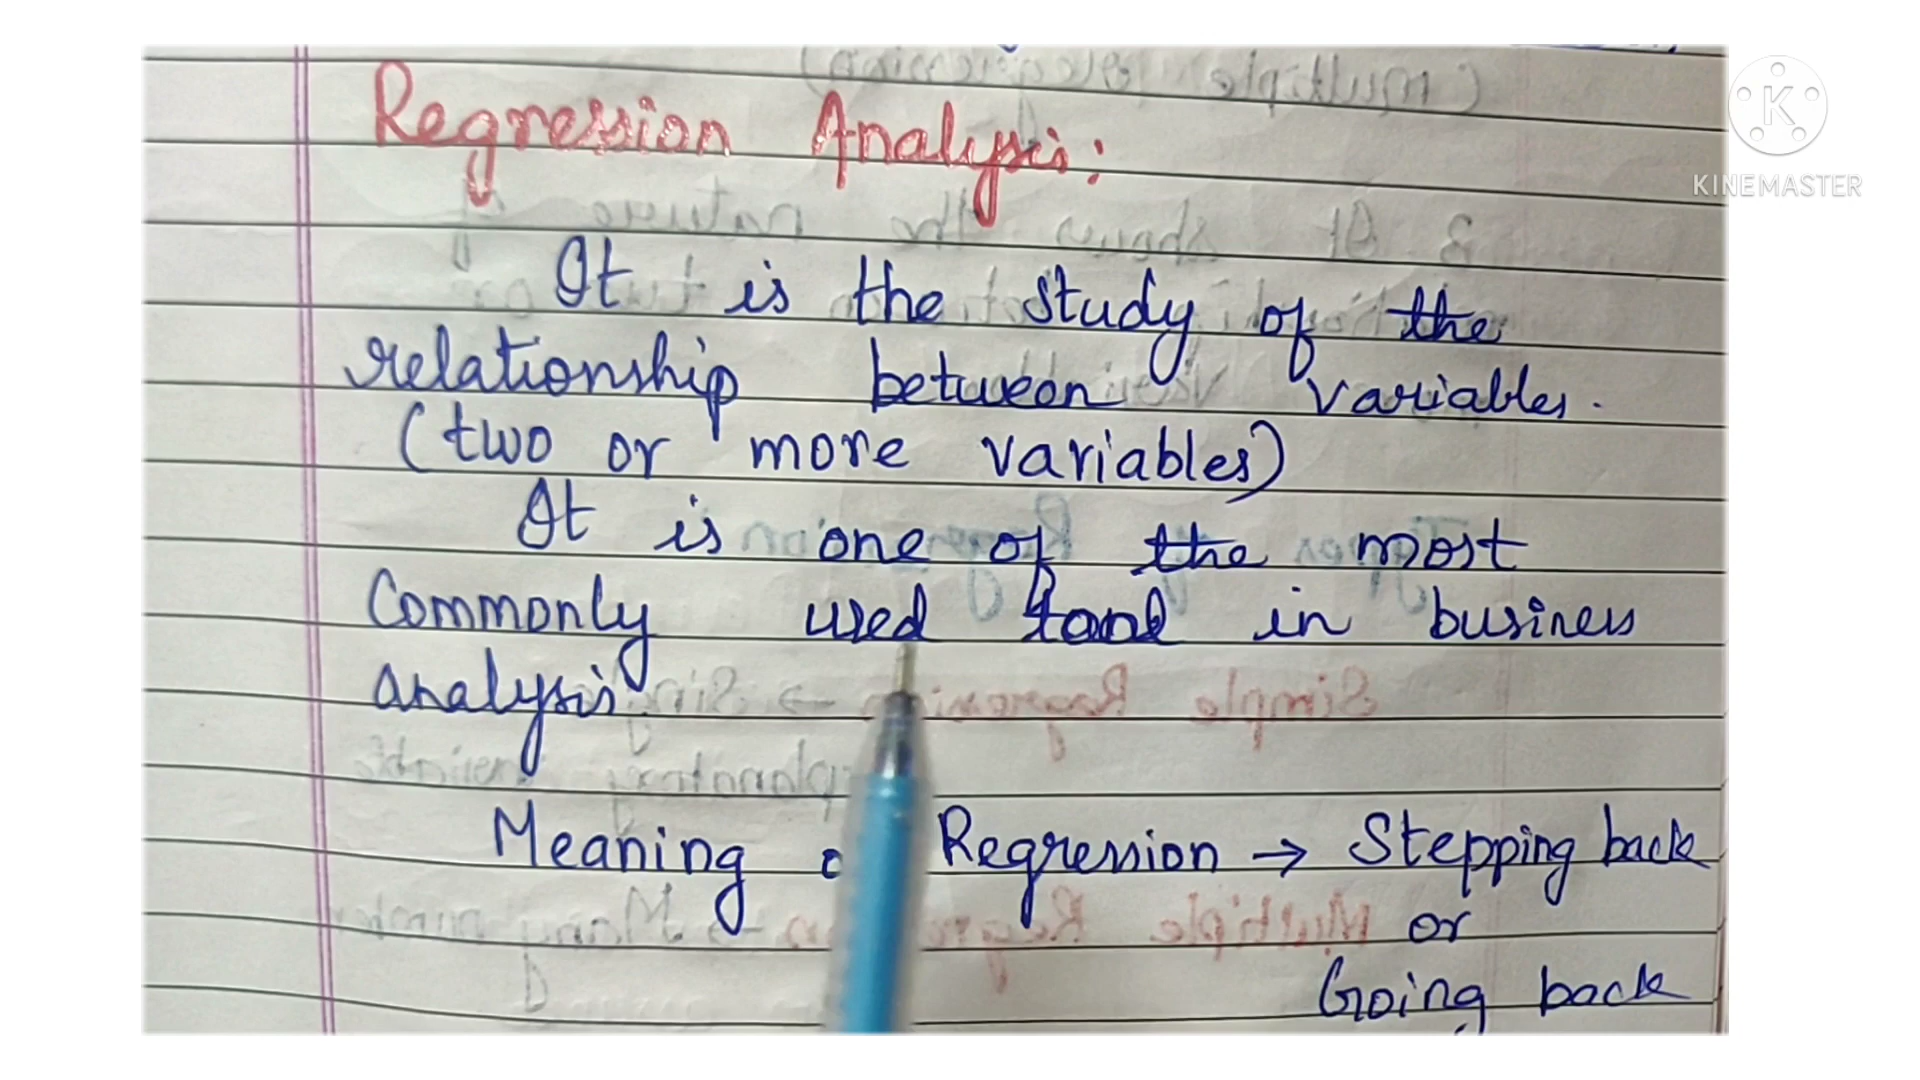 Regression Analysis:
It is the study of the
relationship between variables.
(two or more variables)
It is one of the most
Commonly used tool in business
analysis
Meaning Regression → Stepping back
or
Going back
K
KINEMASTER